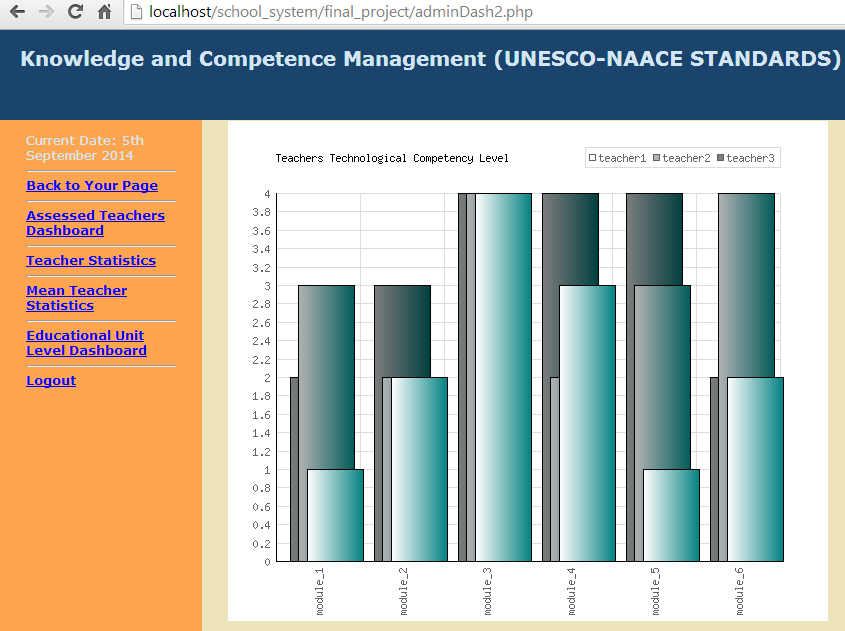 localhost/school_system/final_project/adminDash2.php
Knowledge and Competence Management (UNESCO-NAACE STANDARDS)
Current Date: 5th
September 2014
Back to Your Page
Assessed Teachers
Dashboard
Teacher Statistics
Mean Teacher
Statistics
Educational Unit
Level Dashboard
Logout
Teachers Technological Competency Level
teacher1 teacher2 teacher3
4
3.8
3.6
3.4
3.2
3
2.8
2.6
2.4
2.2
2
1.8
1.6
1.4
1.2
1
0.8
0.6
0.4
0.2
0
module_1 module_2 module_3 module_4 module_5 module_6